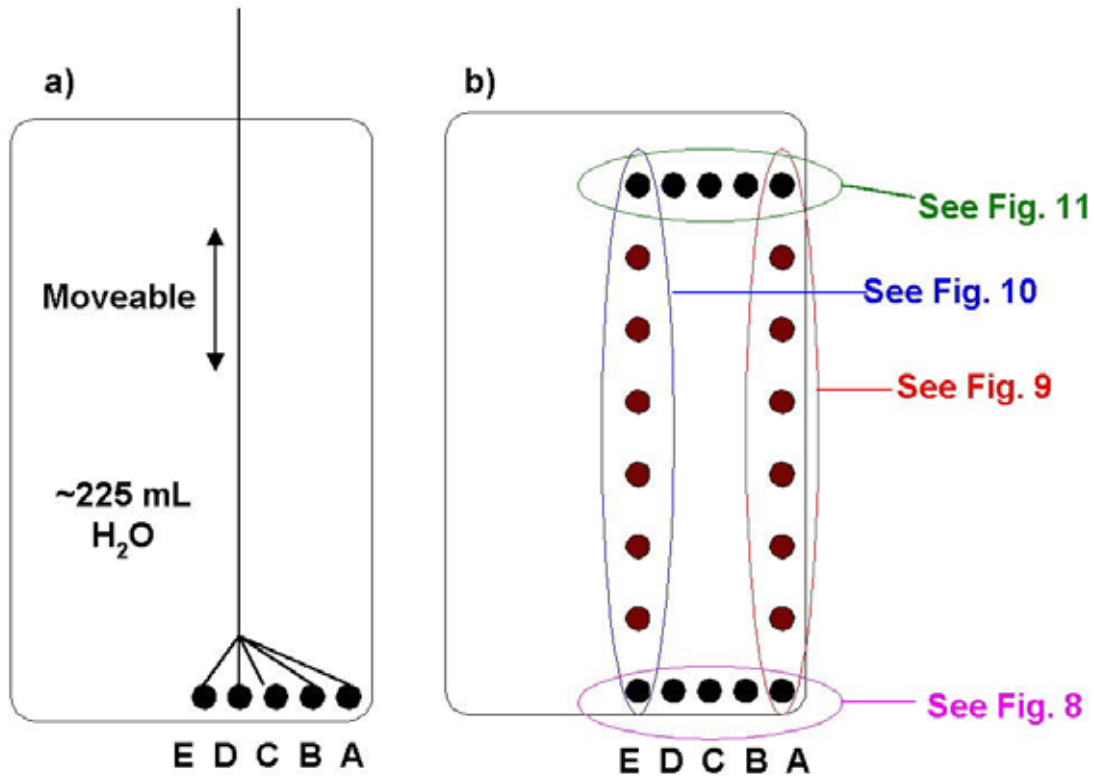 a)
Moveable
~225 mL
H₂O
E D C B A
b)
See Fig. 11
See Fig. 10
See Fig. 9
See Fig. 8
E D C B A